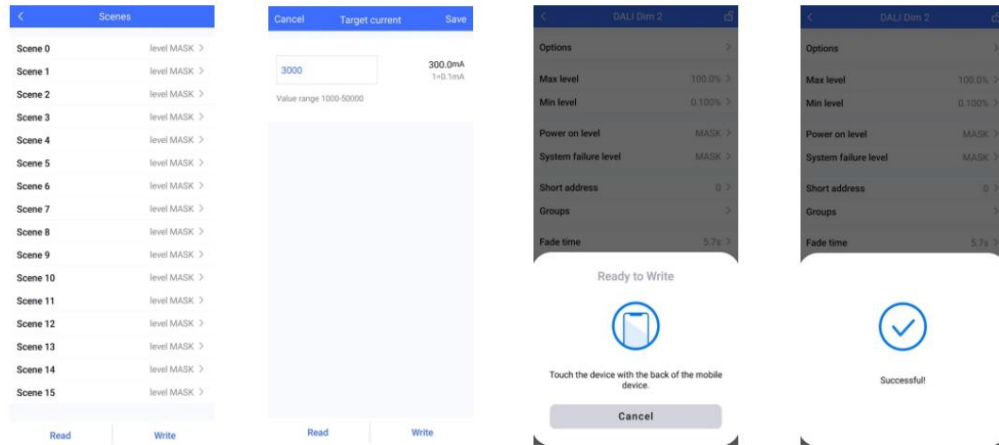 Scenes
Scene 0 level MASK
Scene 1 level MASK
Scene 2 level MASK
Scene 3 level MASK
Scene 4 level MASK
Scene 5 level MASK
Scene 6 level MASK
Scene 7 level MASK
Scene 8 level MASK
Scene 9 level MASK
Scene 10 level MASK
Scene 11 level MASK
Scene 12 level MASK
Scene 13 level MASK
Scene 14 level MASK
Scene 15 level MASK
Read Write
Cancel Target current Save
3000 300.0mA
1=0.1mA
Value range 1000-50000
Read Write
DALI Dim 2
Options
Max level 100.0%
Min level 0.100%
Power on level MASK
System failure level MASK
Short address 0
Groups
Fade time 5.7s
Ready to Write
Touch the device with the back of the mobile
device.
Cancel
DALI Dim 2
Options
Max level 100.0%
Min level 0.100%
Power on level MASK
System failure level MASK
Short address 0
Groups
Fade time 5.7s
Successful!